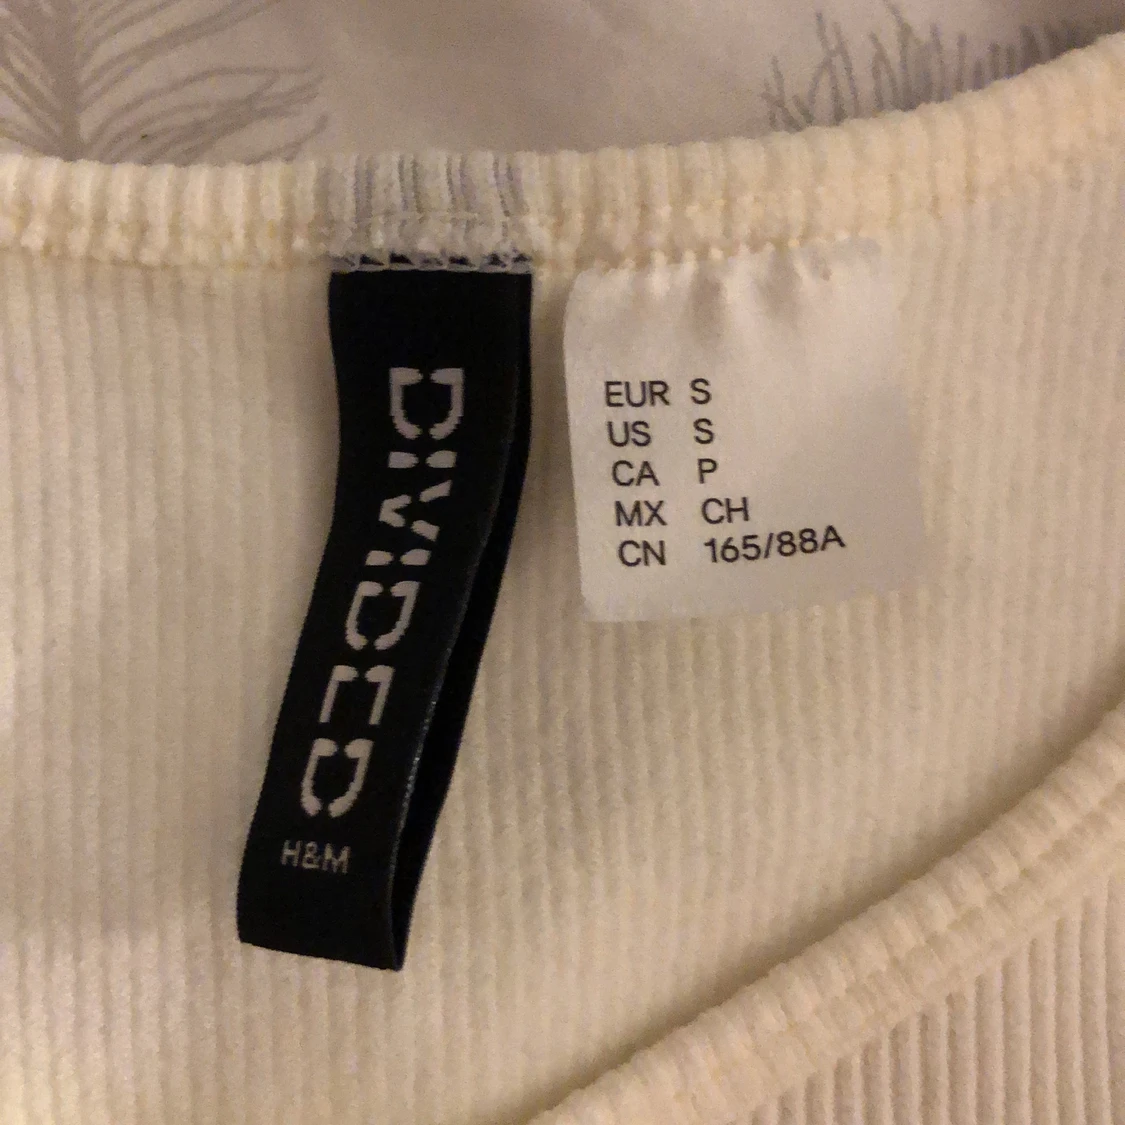 DIVIDED
H&M
EUR S
US S
CA P
MX CH
CN 165/88A